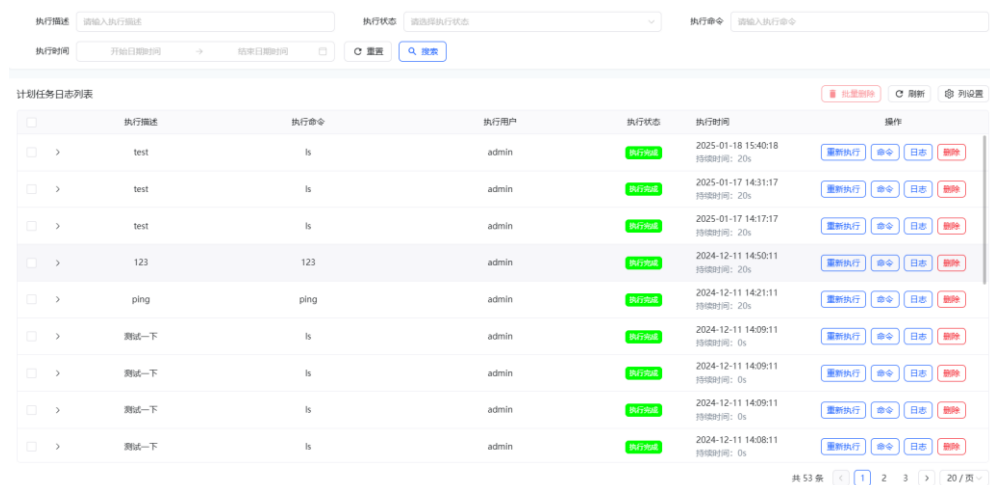 执行描述 请输入执行描述 执行状态 请选择执行状态 执行命令 请输入执行命令
执行时间 开始日期时间 → 结束日期时间 重置 搜索
计划任务日志列表 批量删除 刷新 列设置
执行描述 执行命令 执行用户 执行状态 执行时间 操作
test ls admin 执行完成 2025-01-18 15:40:18 重新执行 命令 日志 删除
持续时间: 20s
test ls admin 执行完成 2025-01-17 14:31:17 重新执行 命令 日志 删除
持续时间: 20s
test ls admin 执行完成 2025-01-17 14:17:17 重新执行 命令 日志 删除
持续时间: 20s
123 123 admin 执行完成 2024-12-11 14:50:11 重新执行 命令 日志 删除
持续时间: 20s
ping ping admin 执行完成 2024-12-11 14:21:11 重新执行 命令 日志 删除
持续时间: 20s
测试一下 ls admin 执行完成 2024-12-11 14:09:11 重新执行 命令 日志 删除
持续时间: 0s
测试一下 ls admin 执行完成 2024-12-11 14:09:11 重新执行 命令 日志 删除
持续时间: 0s
测试一下 ls admin 执行完成 2024-12-11 14:09:11 重新执行 命令 日志 删除
持续时间: 0s
测试一下 ls admin 执行完成 2024-12-11 14:08:11 重新执行 命令 日志 删除
持续时间: 0s
共 53 条 1 2 3 20 / 页